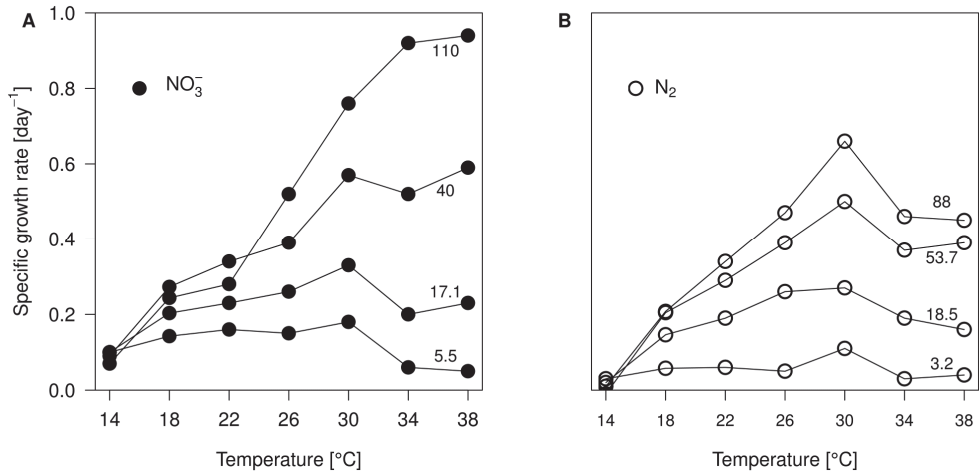 A
1.0
0.8
0.6
0.4
0.2
0.0
Specific growth rate [day⁻¹]
NO₃⁻
110
40
17.1
5.5
14 18 22 26 30 34 38
Temperature [°C]
B
N₂
88
53.7
18.5
3.2
14 18 22 26 30 34 38
Temperature [°C]